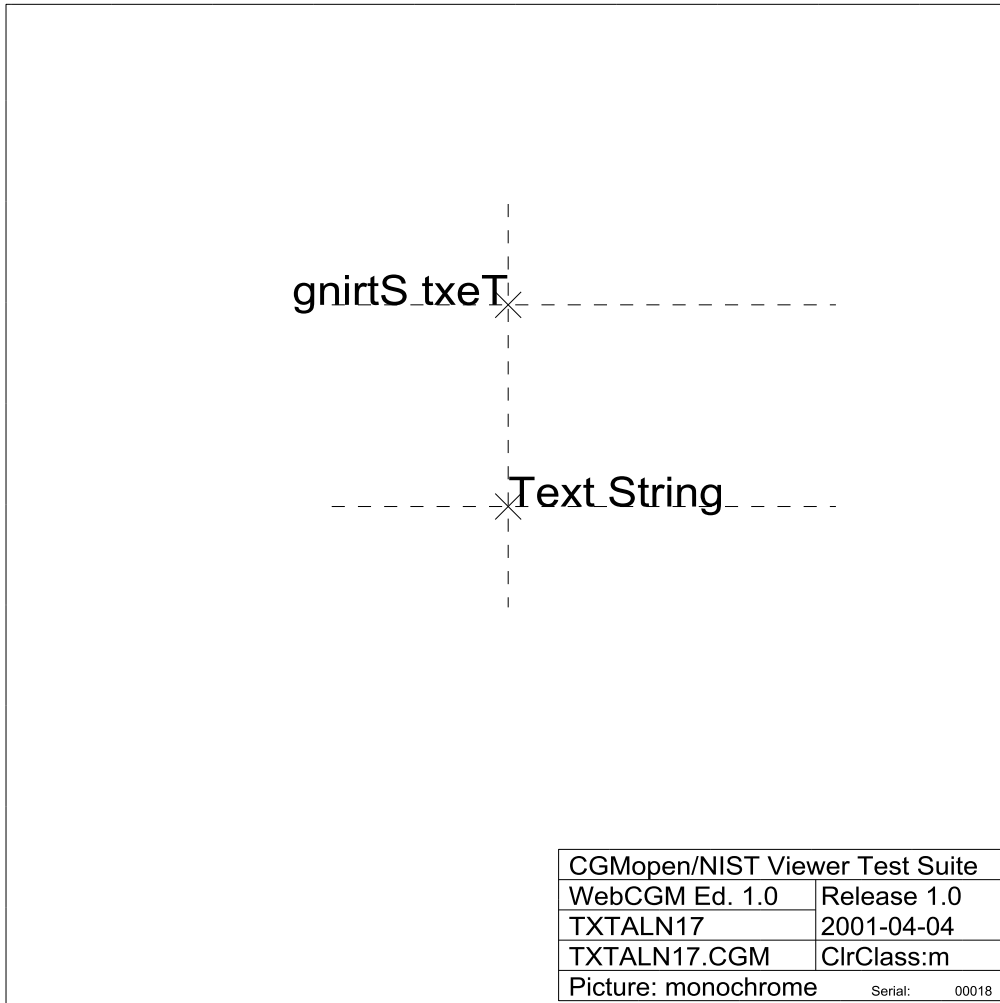 gnirtS txeT
Text String
CGMopen/NIST Viewer Test Suite
WebCGM Ed. 1.0 Release 1.0
TXTALN17 2001-04-04
TXTALN17.CGM ClrClass:m
Picture: monochrome Serial: 00018